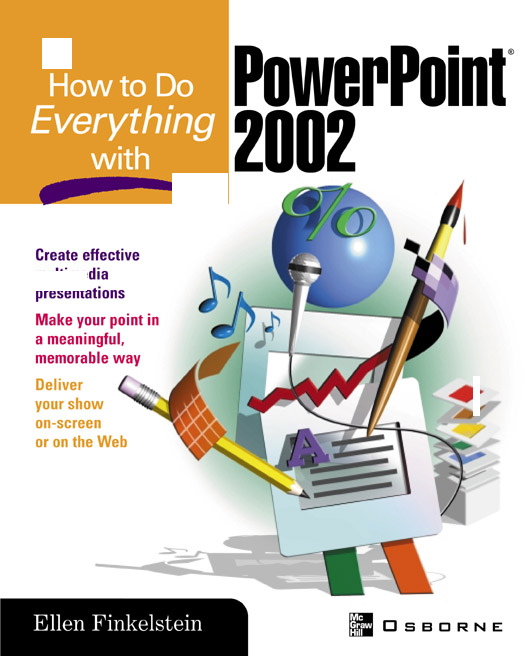 How to Do
Everything
with
PowerPoint®
2002
Create effective
presentations
Make your point in
a meaningful,
memorable way
Deliver
your show
on-screen
or on the Web
%
A
Ellen Finkelstein
Mc
Graw
Hill
OSBORNE